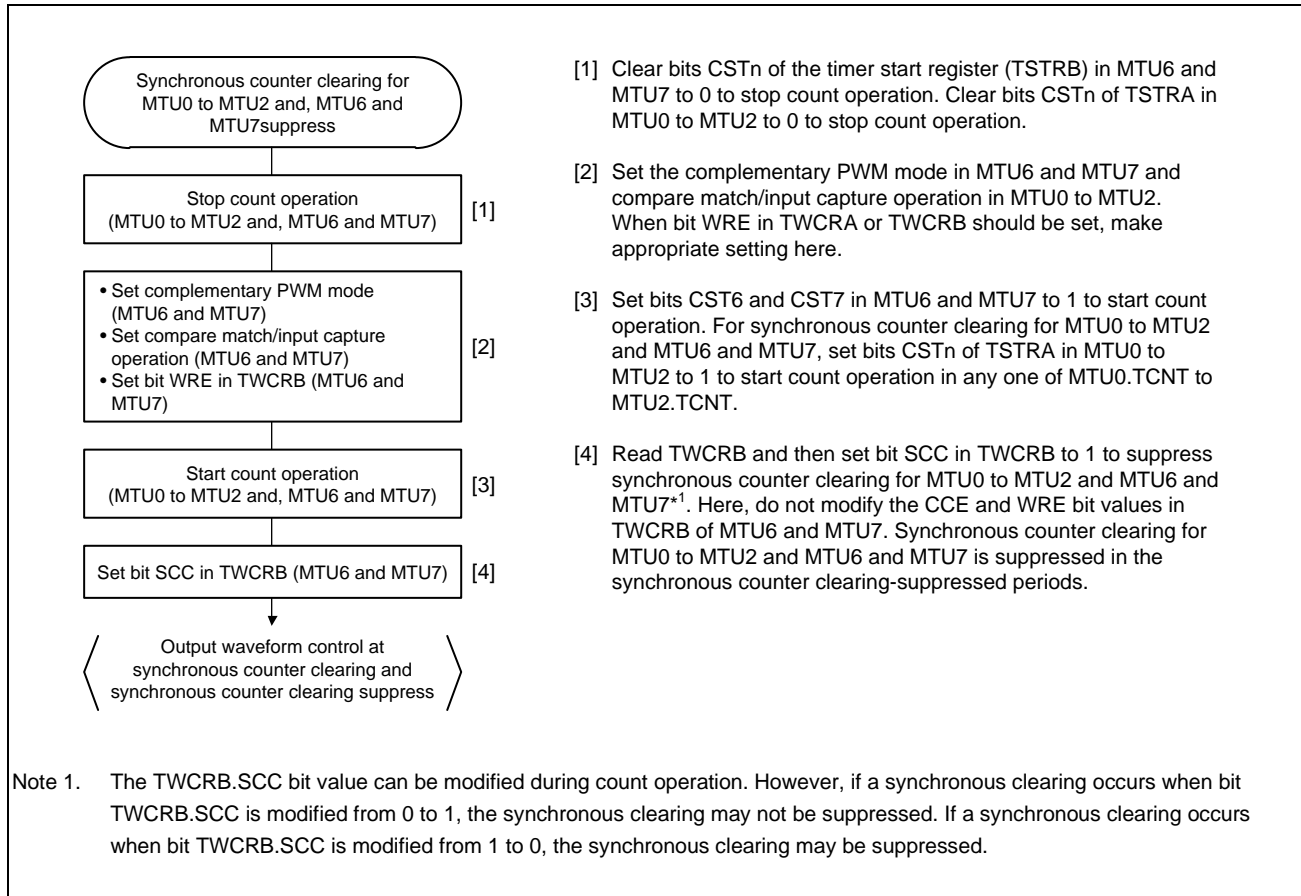 Synchronous counter clearing for
MTU0 to MTU2 and, MTU6 and
MTU7suppress
Stop count operation
(MTU0 to MTU2 and, MTU6 and MTU7)
[1]
• Set complementary PWM mode
(MTU6 and MTU7)
• Set compare match/input capture
operation (MTU6 and MTU7)
• Set bit WRE in TWCRB (MTU6 and
MTU7)
[2]
Start count operation
(MTU0 to MTU2 and, MTU6 and MTU7)
[3]
Set bit SCC in TWCRB (MTU6 and MTU7)
[4]
Output waveform control at
synchronous counter clearing and
synchronous counter clearing suppress
[1] Clear bits CSTn of the timer start register (TSTRB) in MTU6 and
MTU7 to 0 to stop count operation. Clear bits CSTn of TSTRA in
MTU0 to MTU2 to 0 to stop count operation.
[2] Set the complementary PWM mode in MTU6 and MTU7 and
compare match/input capture operation in MTU0 to MTU2.
When bit WRE in TWCRA or TWCRB should be set, make
appropriate setting here.
[3] Set bits CST6 and CST7 in MTU6 and MTU7 to 1 to start count
operation. For synchronous counter clearing for MTU0 to MTU2
and MTU6 and MTU7, set bits CSTn of TSTRA in MTU0 to
MTU2 to 1 to start count operation in any one of MTU0.TCNT to
MTU2.TCNT.
[4] Read TWCRB and then set bit SCC in TWCRB to 1 to suppress
synchronous counter clearing for MTU0 to MTU2 and MTU6 and
MTU7*1. Here, do not modify the CCE and WRE bit values in
TWCRB of MTU6 and MTU7. Synchronous counter clearing for
MTU0 to MTU2 and MTU6 and MTU7 is suppressed in the
synchronous counter clearing-suppressed periods.
Note 1. The TWCRB.SCC bit value can be modified during count operation. However, if a synchronous clearing occurs when bit
TWCRB.SCC is modified from 0 to 1, the synchronous clearing may not be suppressed. If a synchronous clearing occurs
when bit TWCRB.SCC is modified from 1 to 0, the synchronous clearing may be suppressed.